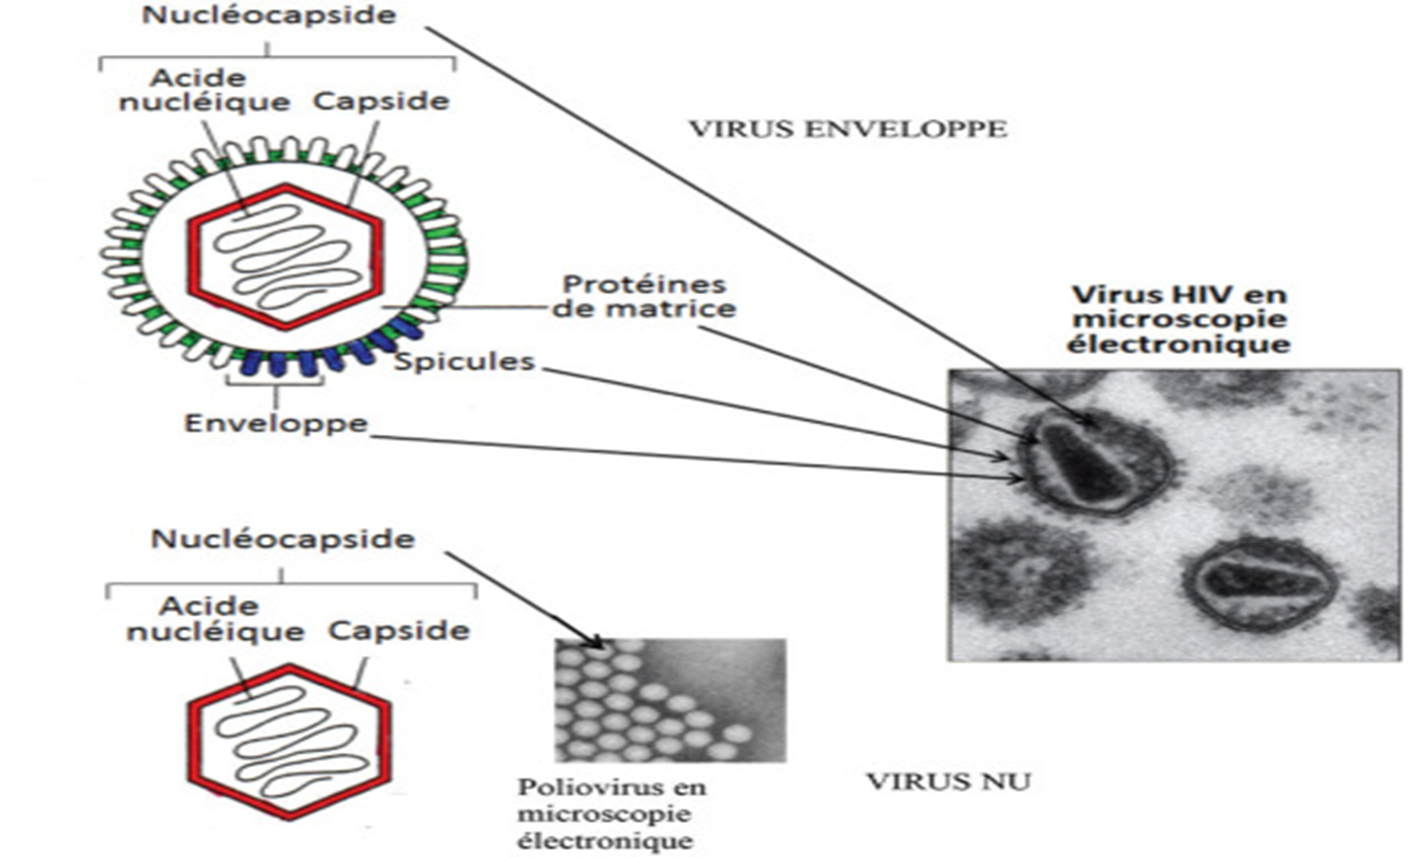 Nucléocapside
Acide
nucléique Capside
VIRUS ENVELOPPE
Protéines
de matrice
Spicules
Enveloppe
Virus HIV en
microscopie
électronique
Nucléocapside
Acide
nucléique Capside
Poliovirus en
microscopie
électronique
VIRUS NU